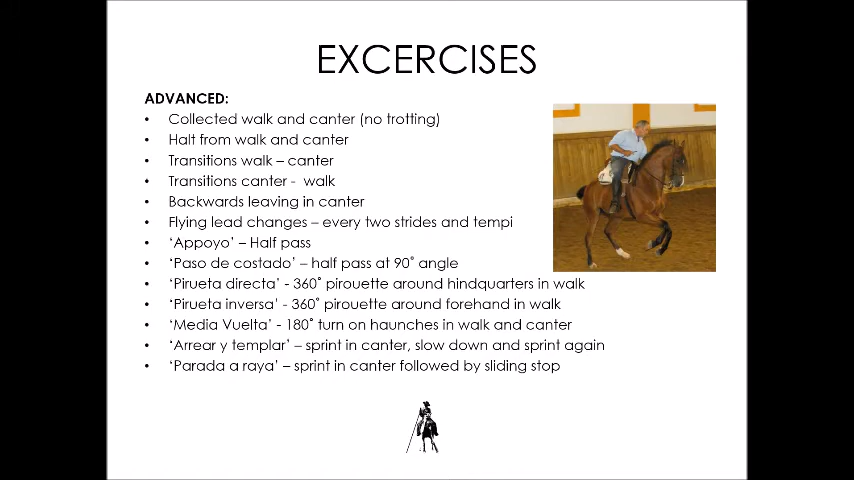 EXCERCISES
ADVANCED:
• Collected walk and canter (no trotting)
• Halt from walk and canter
• Transitions walk – canter
• Transitions canter - walk
• Backwards leaving in canter
• Flying lead changes – every two strides and tempi
• ‘Appoyo’ – Half pass
• ‘Paso de costado’ – half pass at 90˚ angle
• ‘Pirueta directa’ - 360˚ pirouette around hindquarters in walk
• ‘Pirueta inversa’ - 360˚ pirouette around forehand in walk
• ‘Media Vuelta’ - 180˚ turn on haunches in walk and canter
• ‘Arrear y templar’ – sprint in canter, slow down and sprint again
• ‘Parada a raya’ – sprint in canter followed by sliding stop